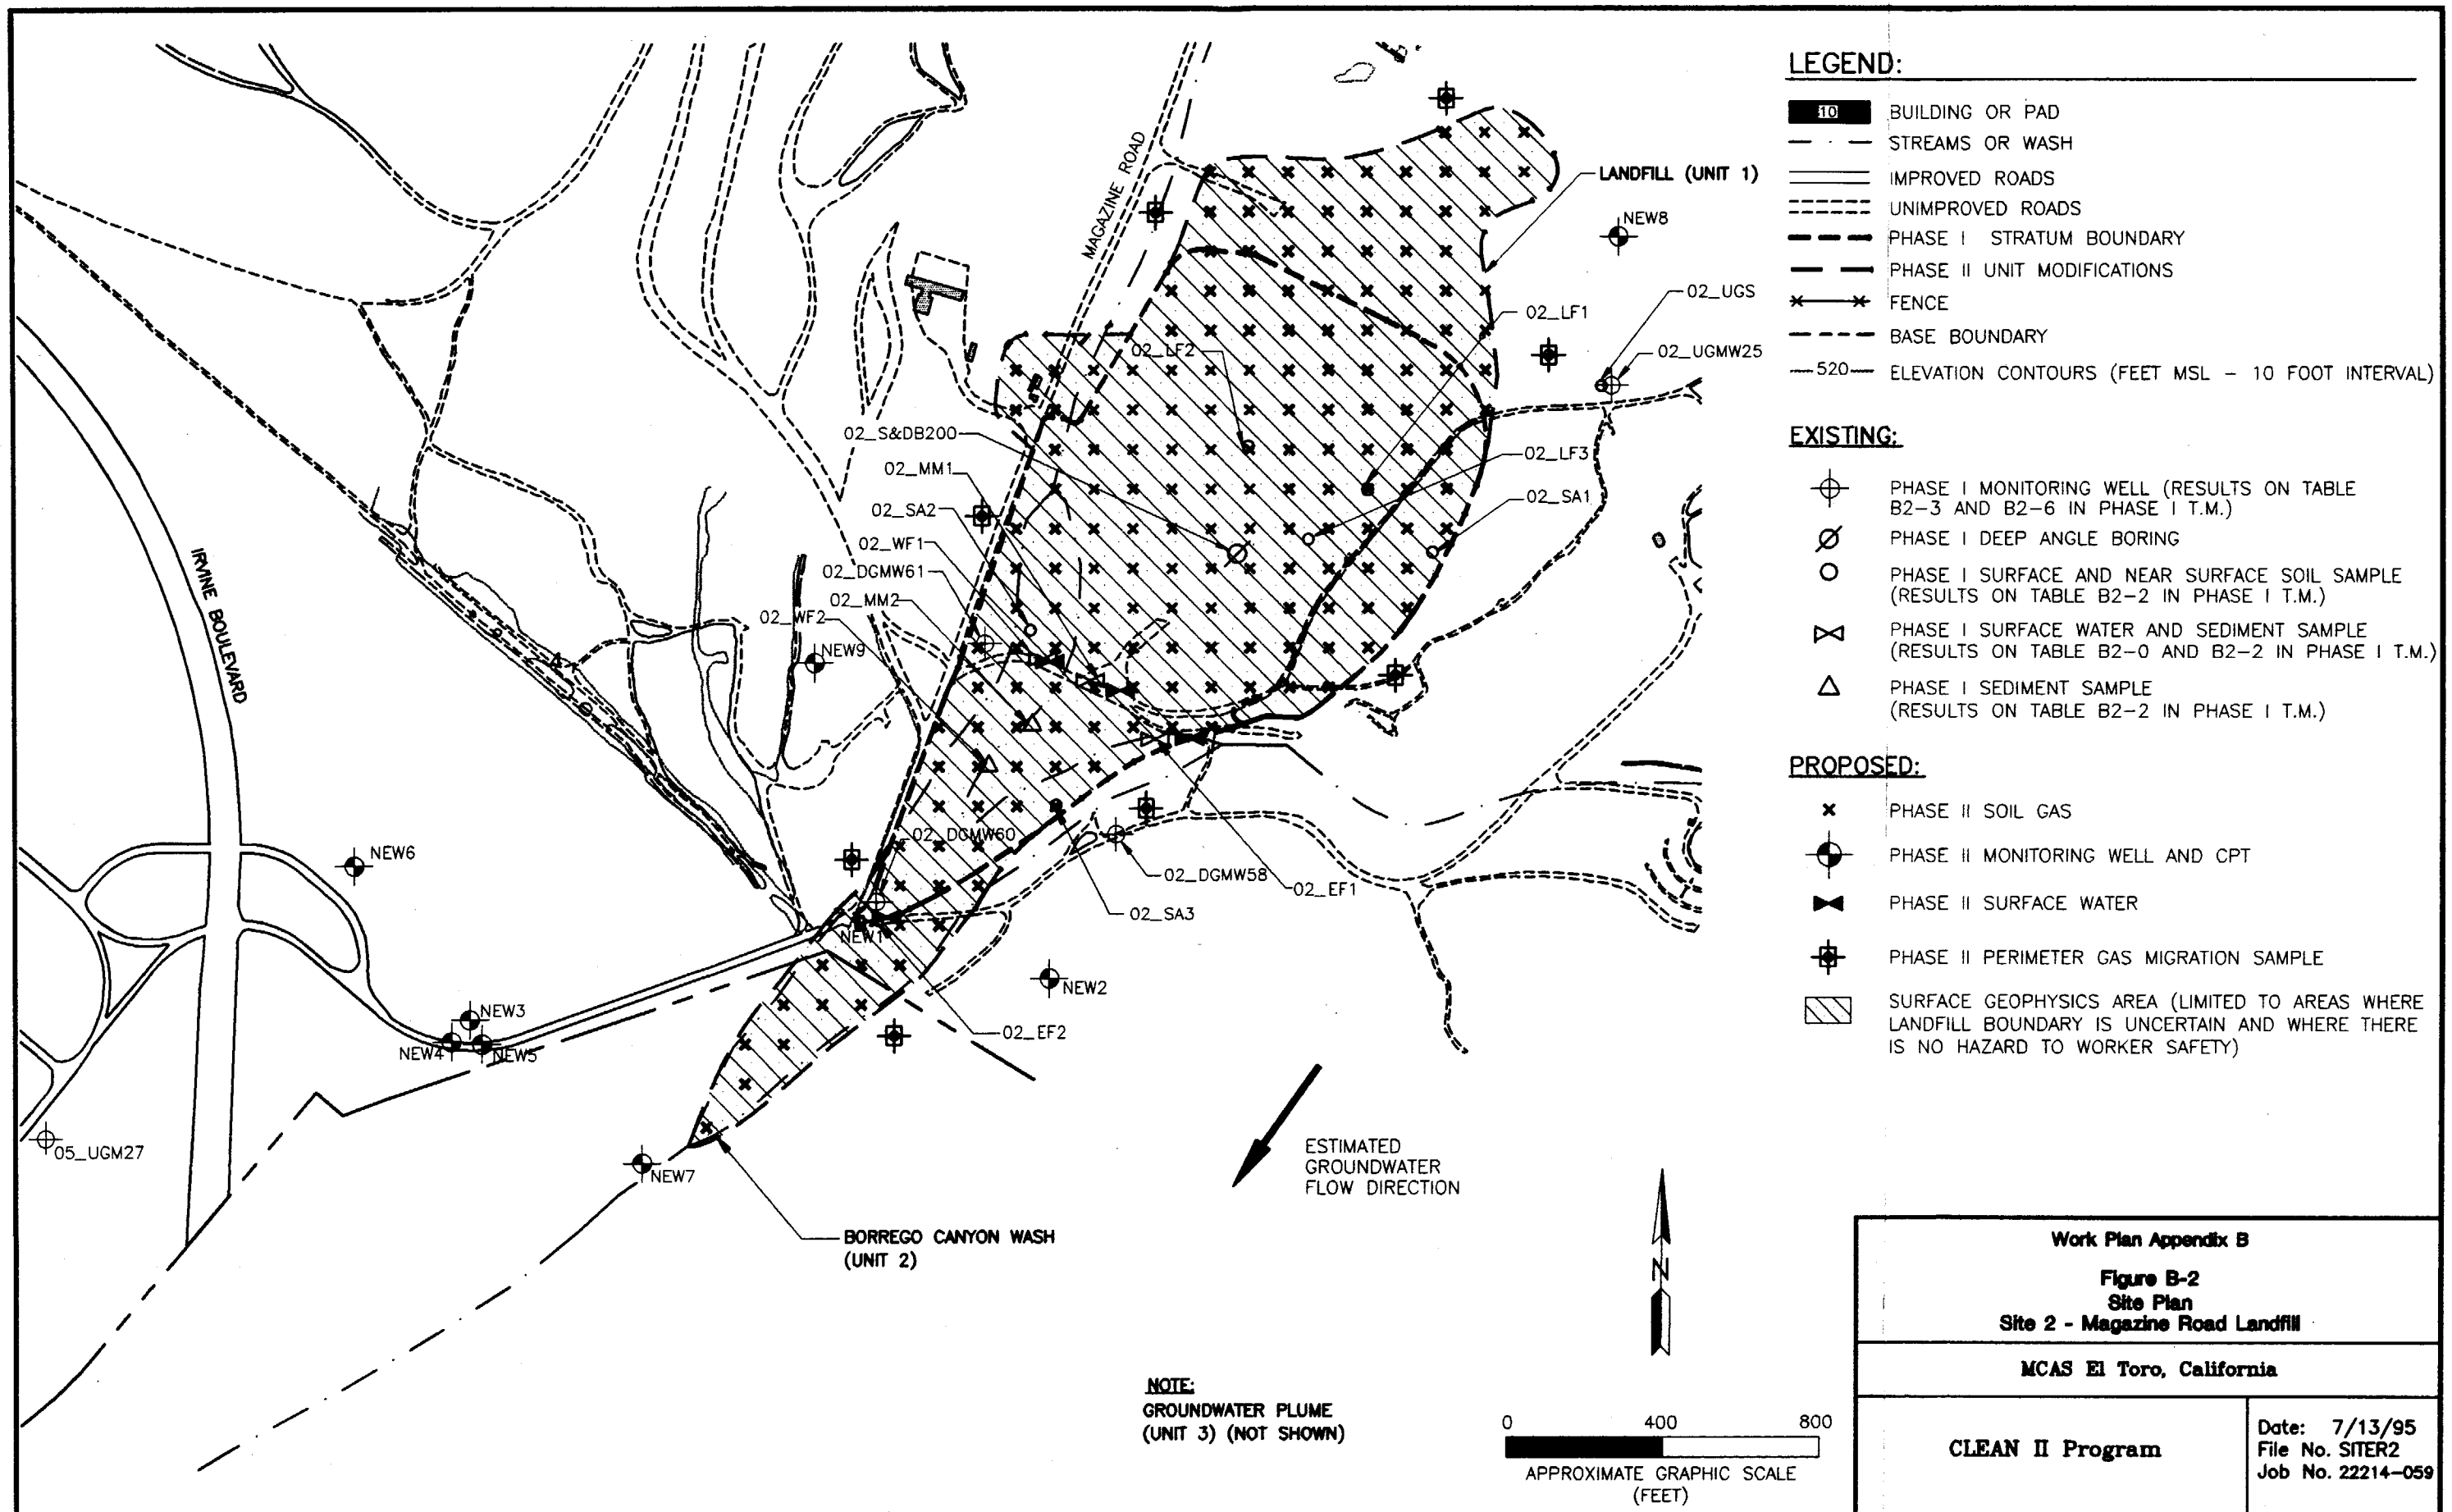 MAGAZINE ROAD
LANDFILL (UNIT 1)
NEW8
02_UGS
02_LF1
02_UGMW25
02_LF2
02_S&DB200
02_LF3
02_MM1
02_SA1
02_SA2
02_WF1
02_DGMW61
02_MM2
02_WF2
NEW9
IRVINE BOULEVARD
02_DGMW60
NEW6
02_DGMW58
02_EF1
02_SA3
NEW1
NEW2
NEW3
02_EF2
NEW4
NEW5
05_UGM27
NEW7
ESTIMATED
GROUNDWATER
FLOW DIRECTION
BORREGO CANYON WASH
(UNIT 2)
N
NOTE:
GROUNDWATER PLUME
(UNIT 3) (NOT SHOWN)
0 400 800
APPROXIMATE GRAPHIC SCALE
(FEET)
LEGEND:
10 BUILDING OR PAD
STREAMS OR WASH
IMPROVED ROADS
UNIMPROVED ROADS
PHASE I STRATUM BOUNDARY
PHASE II UNIT MODIFICATIONS
FENCE
BASE BOUNDARY
520 ELEVATION CONTOURS (FEET MSL - 10 FOOT INTERVAL)
EXISTING:
PHASE I MONITORING WELL (RESULTS ON TABLE
B2-3 AND B2-6 IN PHASE I T.M.)
PHASE I DEEP ANGLE BORING
PHASE I SURFACE AND NEAR SURFACE SOIL SAMPLE
(RESULTS ON TABLE B2-2 IN PHASE I T.M.)
PHASE I SURFACE WATER AND SEDIMENT SAMPLE
(RESULTS ON TABLE B2-0 AND B2-2 IN PHASE I T.M.)
PHASE I SEDIMENT SAMPLE
(RESULTS ON TABLE B2-2 IN PHASE I T.M.)
PROPOSED:
PHASE II SOIL GAS
PHASE II MONITORING WELL AND CPT
PHASE II SURFACE WATER
PHASE II PERIMETER GAS MIGRATION SAMPLE
SURFACE GEOPHYSICS AREA (LIMITED TO AREAS WHERE
LANDFILL BOUNDARY IS UNCERTAIN AND WHERE THERE
IS NO HAZARD TO WORKER SAFETY)
Work Plan Appendix B
Figure B-2
Site Plan
Site 2 - Magazine Road Landfill
MCAS El Toro, California
CLEAN II Program
Date: 7/13/95
File No. SITER2
Job No. 22214-059